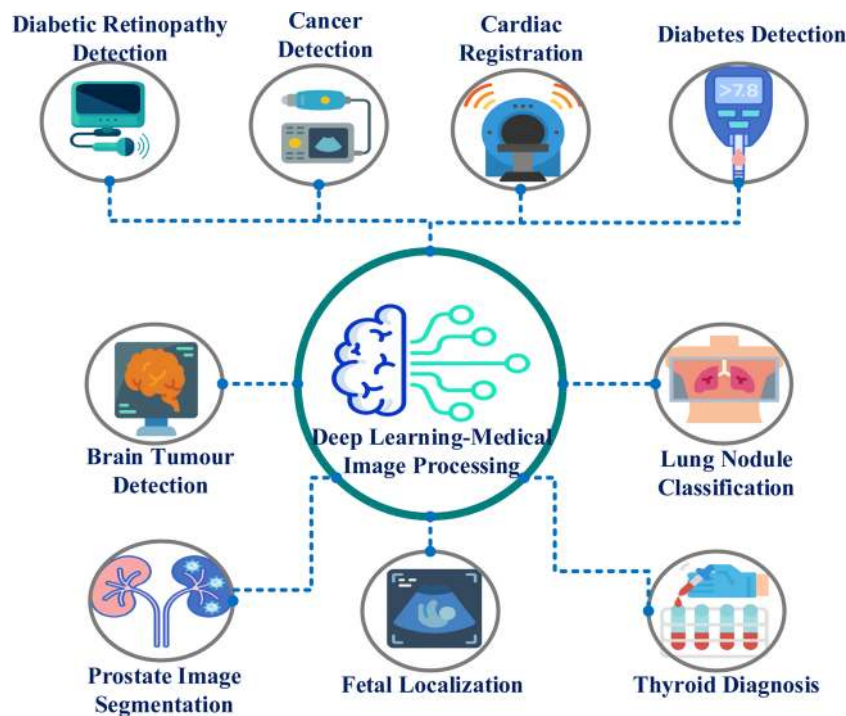 Diabetic Retinopathy
Detection
Cancer
Detection
Cardiac
Registration
Diabetes Detection
>7.8
Deep Learning-Medical
Image Processing
Brain Tumour
Detection
Lung Nodule
Classification
Prostate Image
Segmentation
Fetal Localization
Thyroid Diagnosis